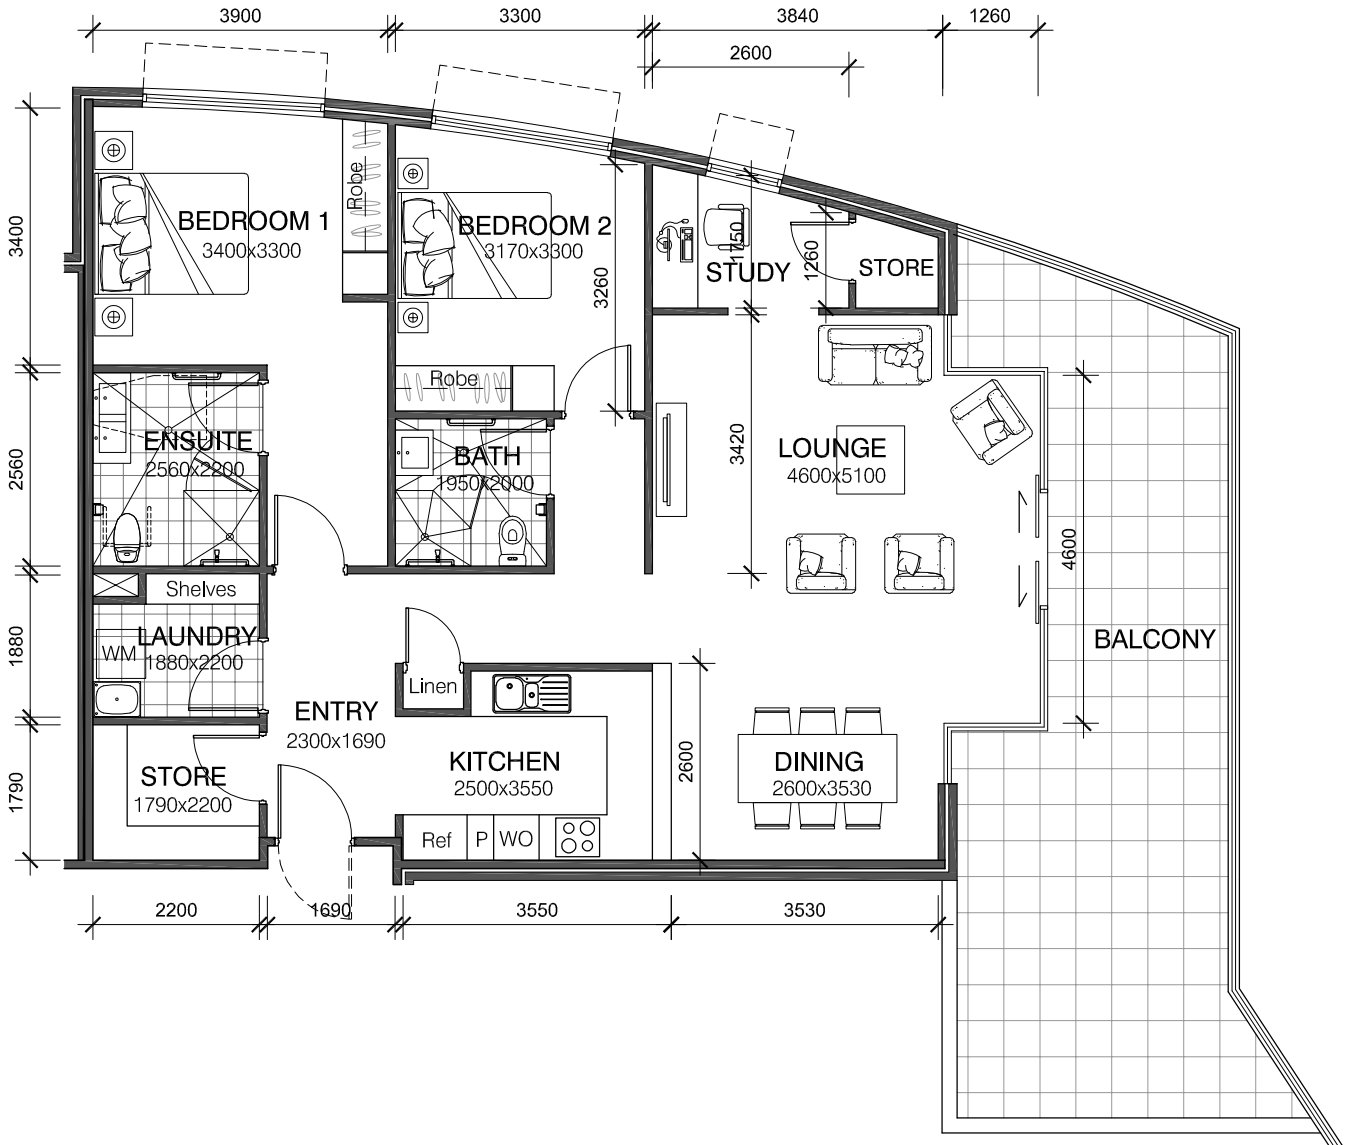 3900
3300
3840
1260
2600
BEDROOM 1
3400x3300
Robe
BEDROOM 2
3170x3300
3260
STUDY
1750
1260
STORE
3400
Robe
ENSUITE
2560x2200
BATH
1950x2000
3420
LOUNGE
4600x5100
2560
4600
Shelves
LAUNDRY
1880x2200
WM
1880
Linen
BALCONY
ENTRY
2300x1690
KITCHEN
2500x3550
2600
DINING
2600x3530
STORE
1790x2200
1790
Ref
P
WO
2200
1690
3550
3530